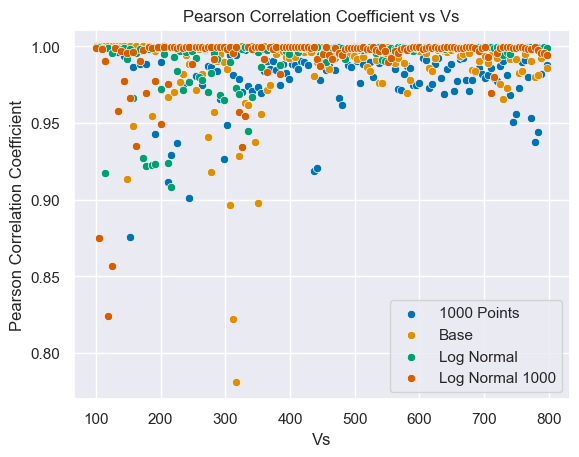 Pearson Correlation Coefficient vs Vs
Pearson Correlation Coefficient
1.00
0.95
0.90
0.85
0.80
100 200 300 400 500 600 700 800
Vs
1000 Points
Base
Log Normal
Log Normal 1000